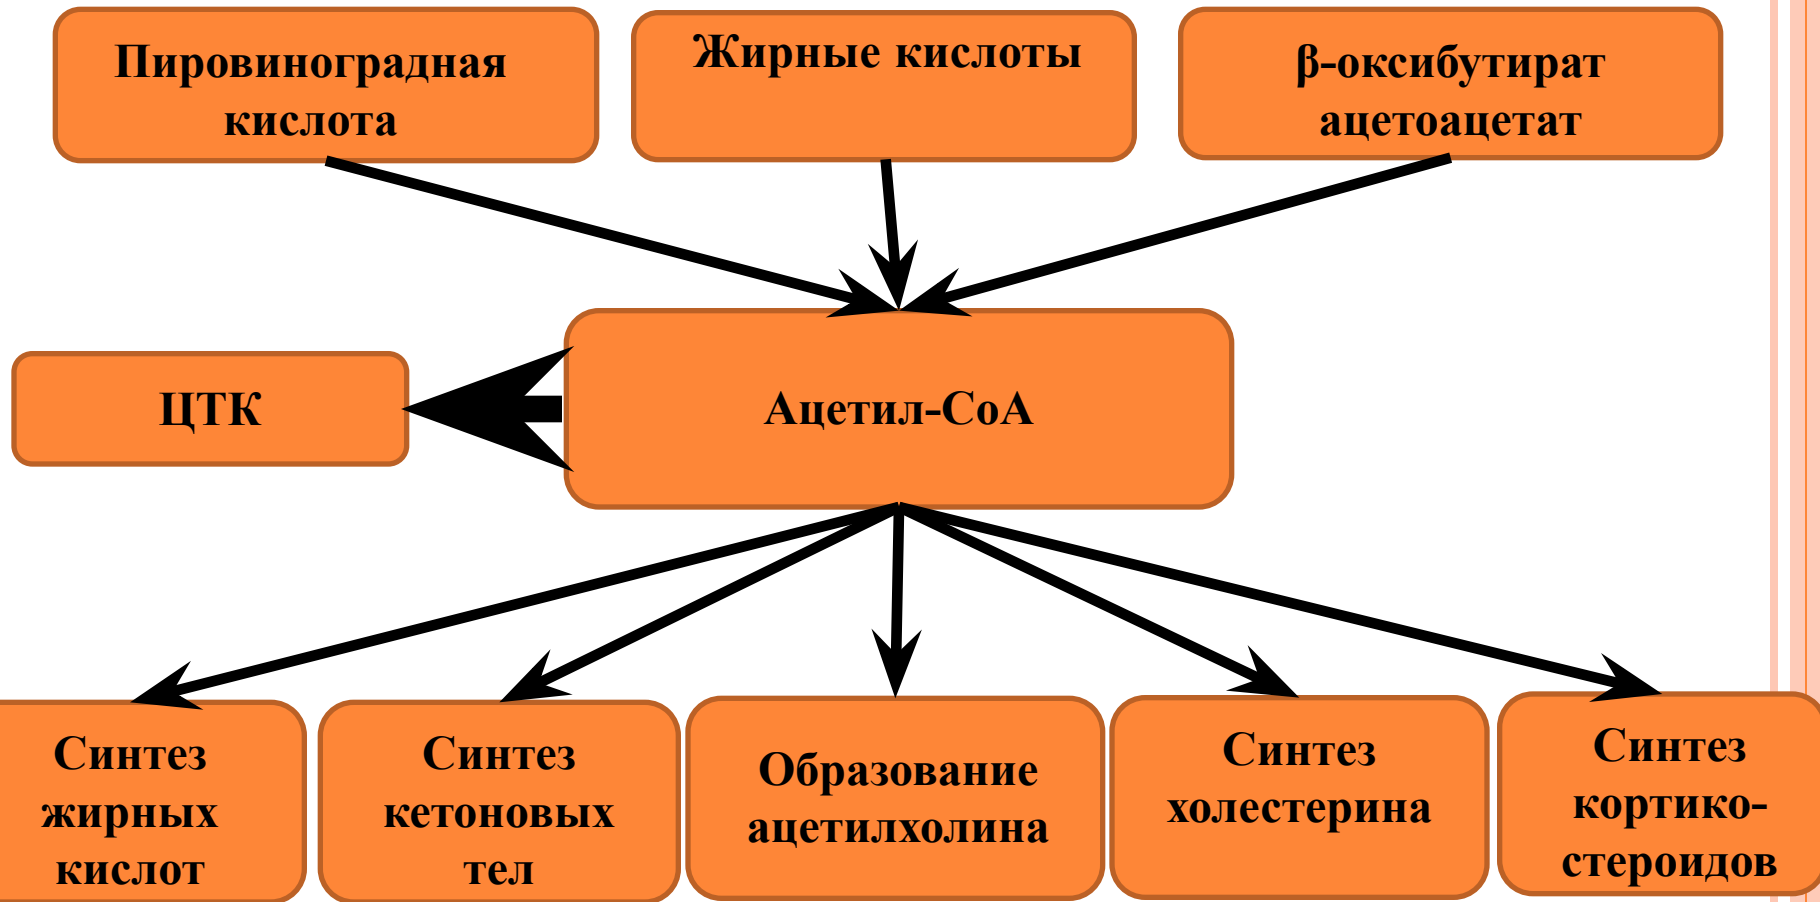 Пировиноградная
кислота
Жирные кислоты
β-оксибутират
ацетоацетат
ЦТК
Ацетил-СоА
Синтез
жирных
кислот
Синтез
кетоновых
тел
Образование
ацетилхолина
Синтез
холестерина
Синтез
кортико-
стероидов